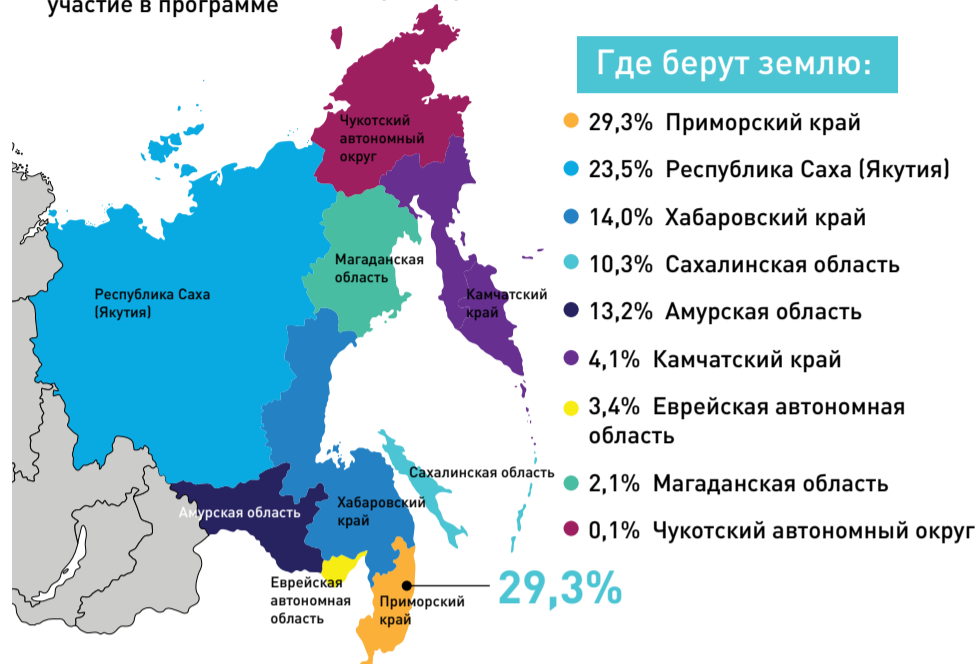 участие в программе
Где берут землю:
29,3% Приморский край
23,5% Республика Саха (Якутия)
14,0% Хабаровский край
10,3% Сахалинская область
13,2% Амурская область
4,1% Камчатский край
3,4% Еврейская автономная
область
2,1% Магаданская область
0,1% Чукотский автономный округ
Чукотский
автономный
округ
Магаданская
область
Камчатский
край
Республика Саха
(Якутия)
Сахалинская область
Хабаровский
край
Амурская область
Еврейская
автономная
область
Приморский
край
29,3%